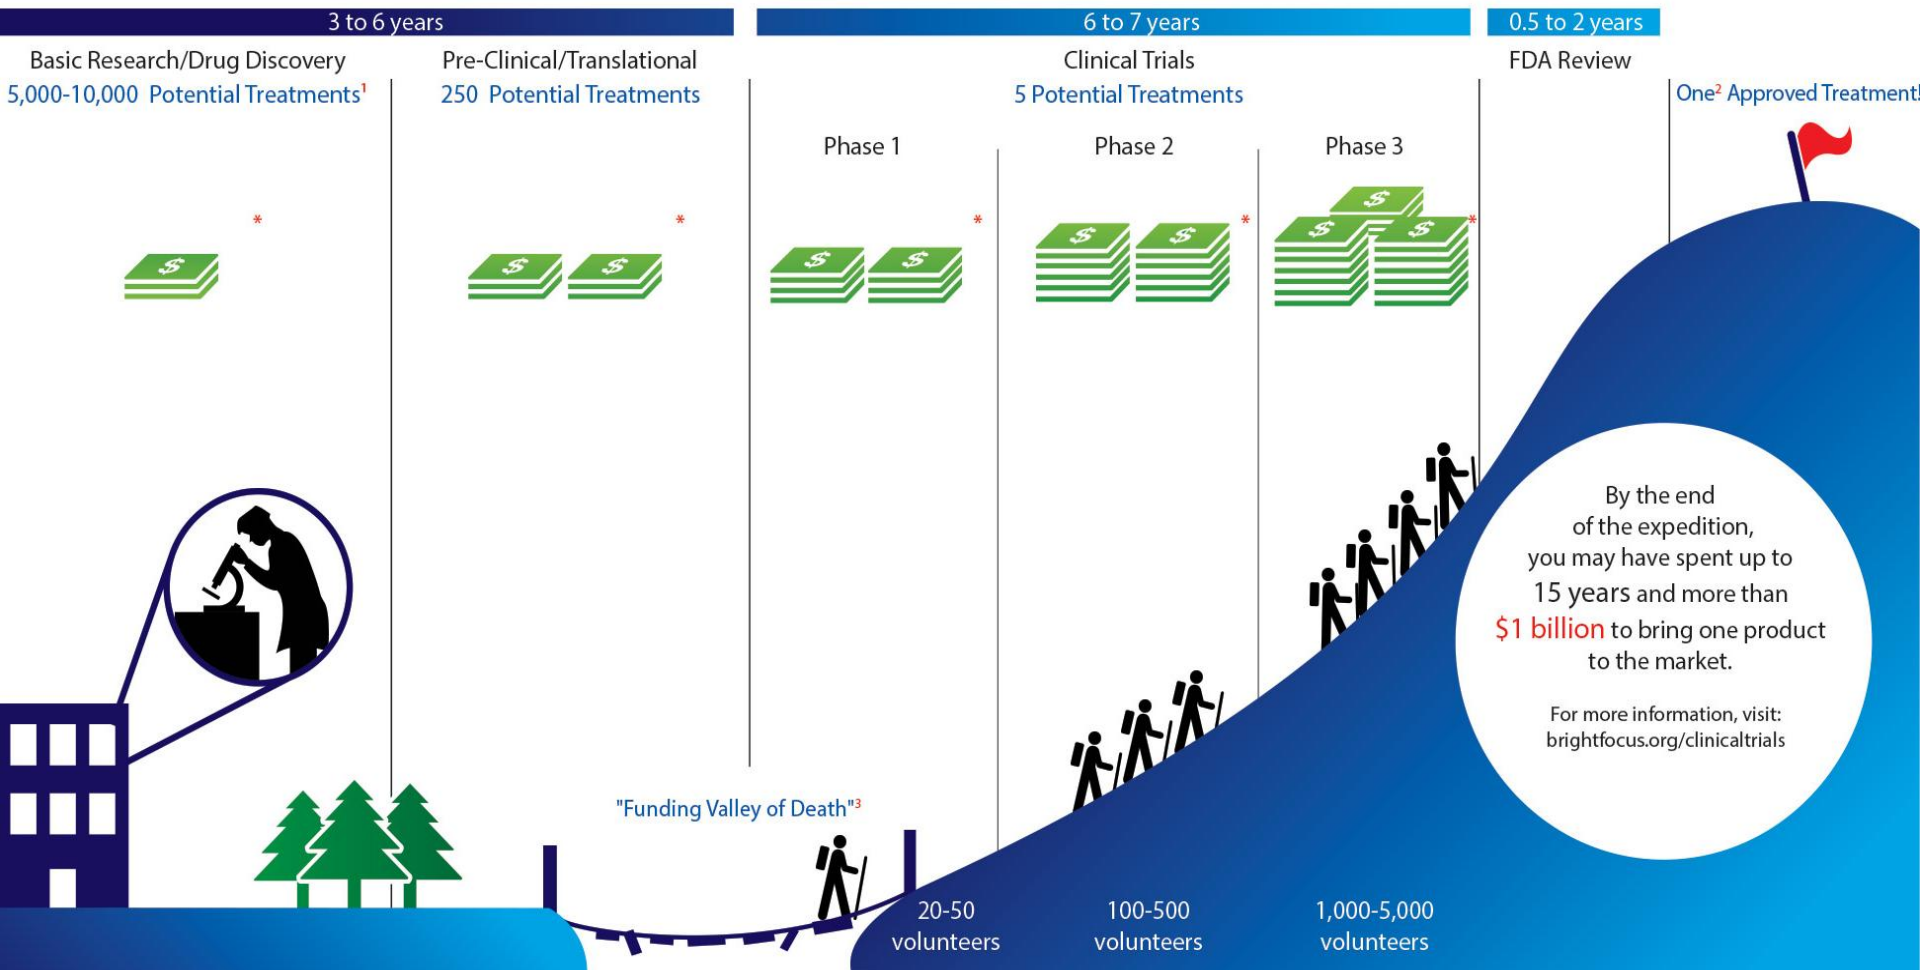 3 to 6 years
6 to 7 years
0.5 to 2 years
Basic Research/Drug Discovery
Pre-Clinical/Translational
Clinical Trials
FDA Review
5,000-10,000 Potential Treatments¹
250 Potential Treatments
5 Potential Treatments
One² Approved Treatment!
Phase 1
Phase 2
Phase 3
*
*
*
*
*
$
$
$
$
$
$
$
$
$
$
By the end
of the expedition,
you may have spent up to
15 years and more than
$1 billion to bring one product
to the market.
For more information, visit:
brightfocus.org/clinicaltrials
"Funding Valley of Death"³
20-50
volunteers
100-500
volunteers
1,000-5,000
volunteers